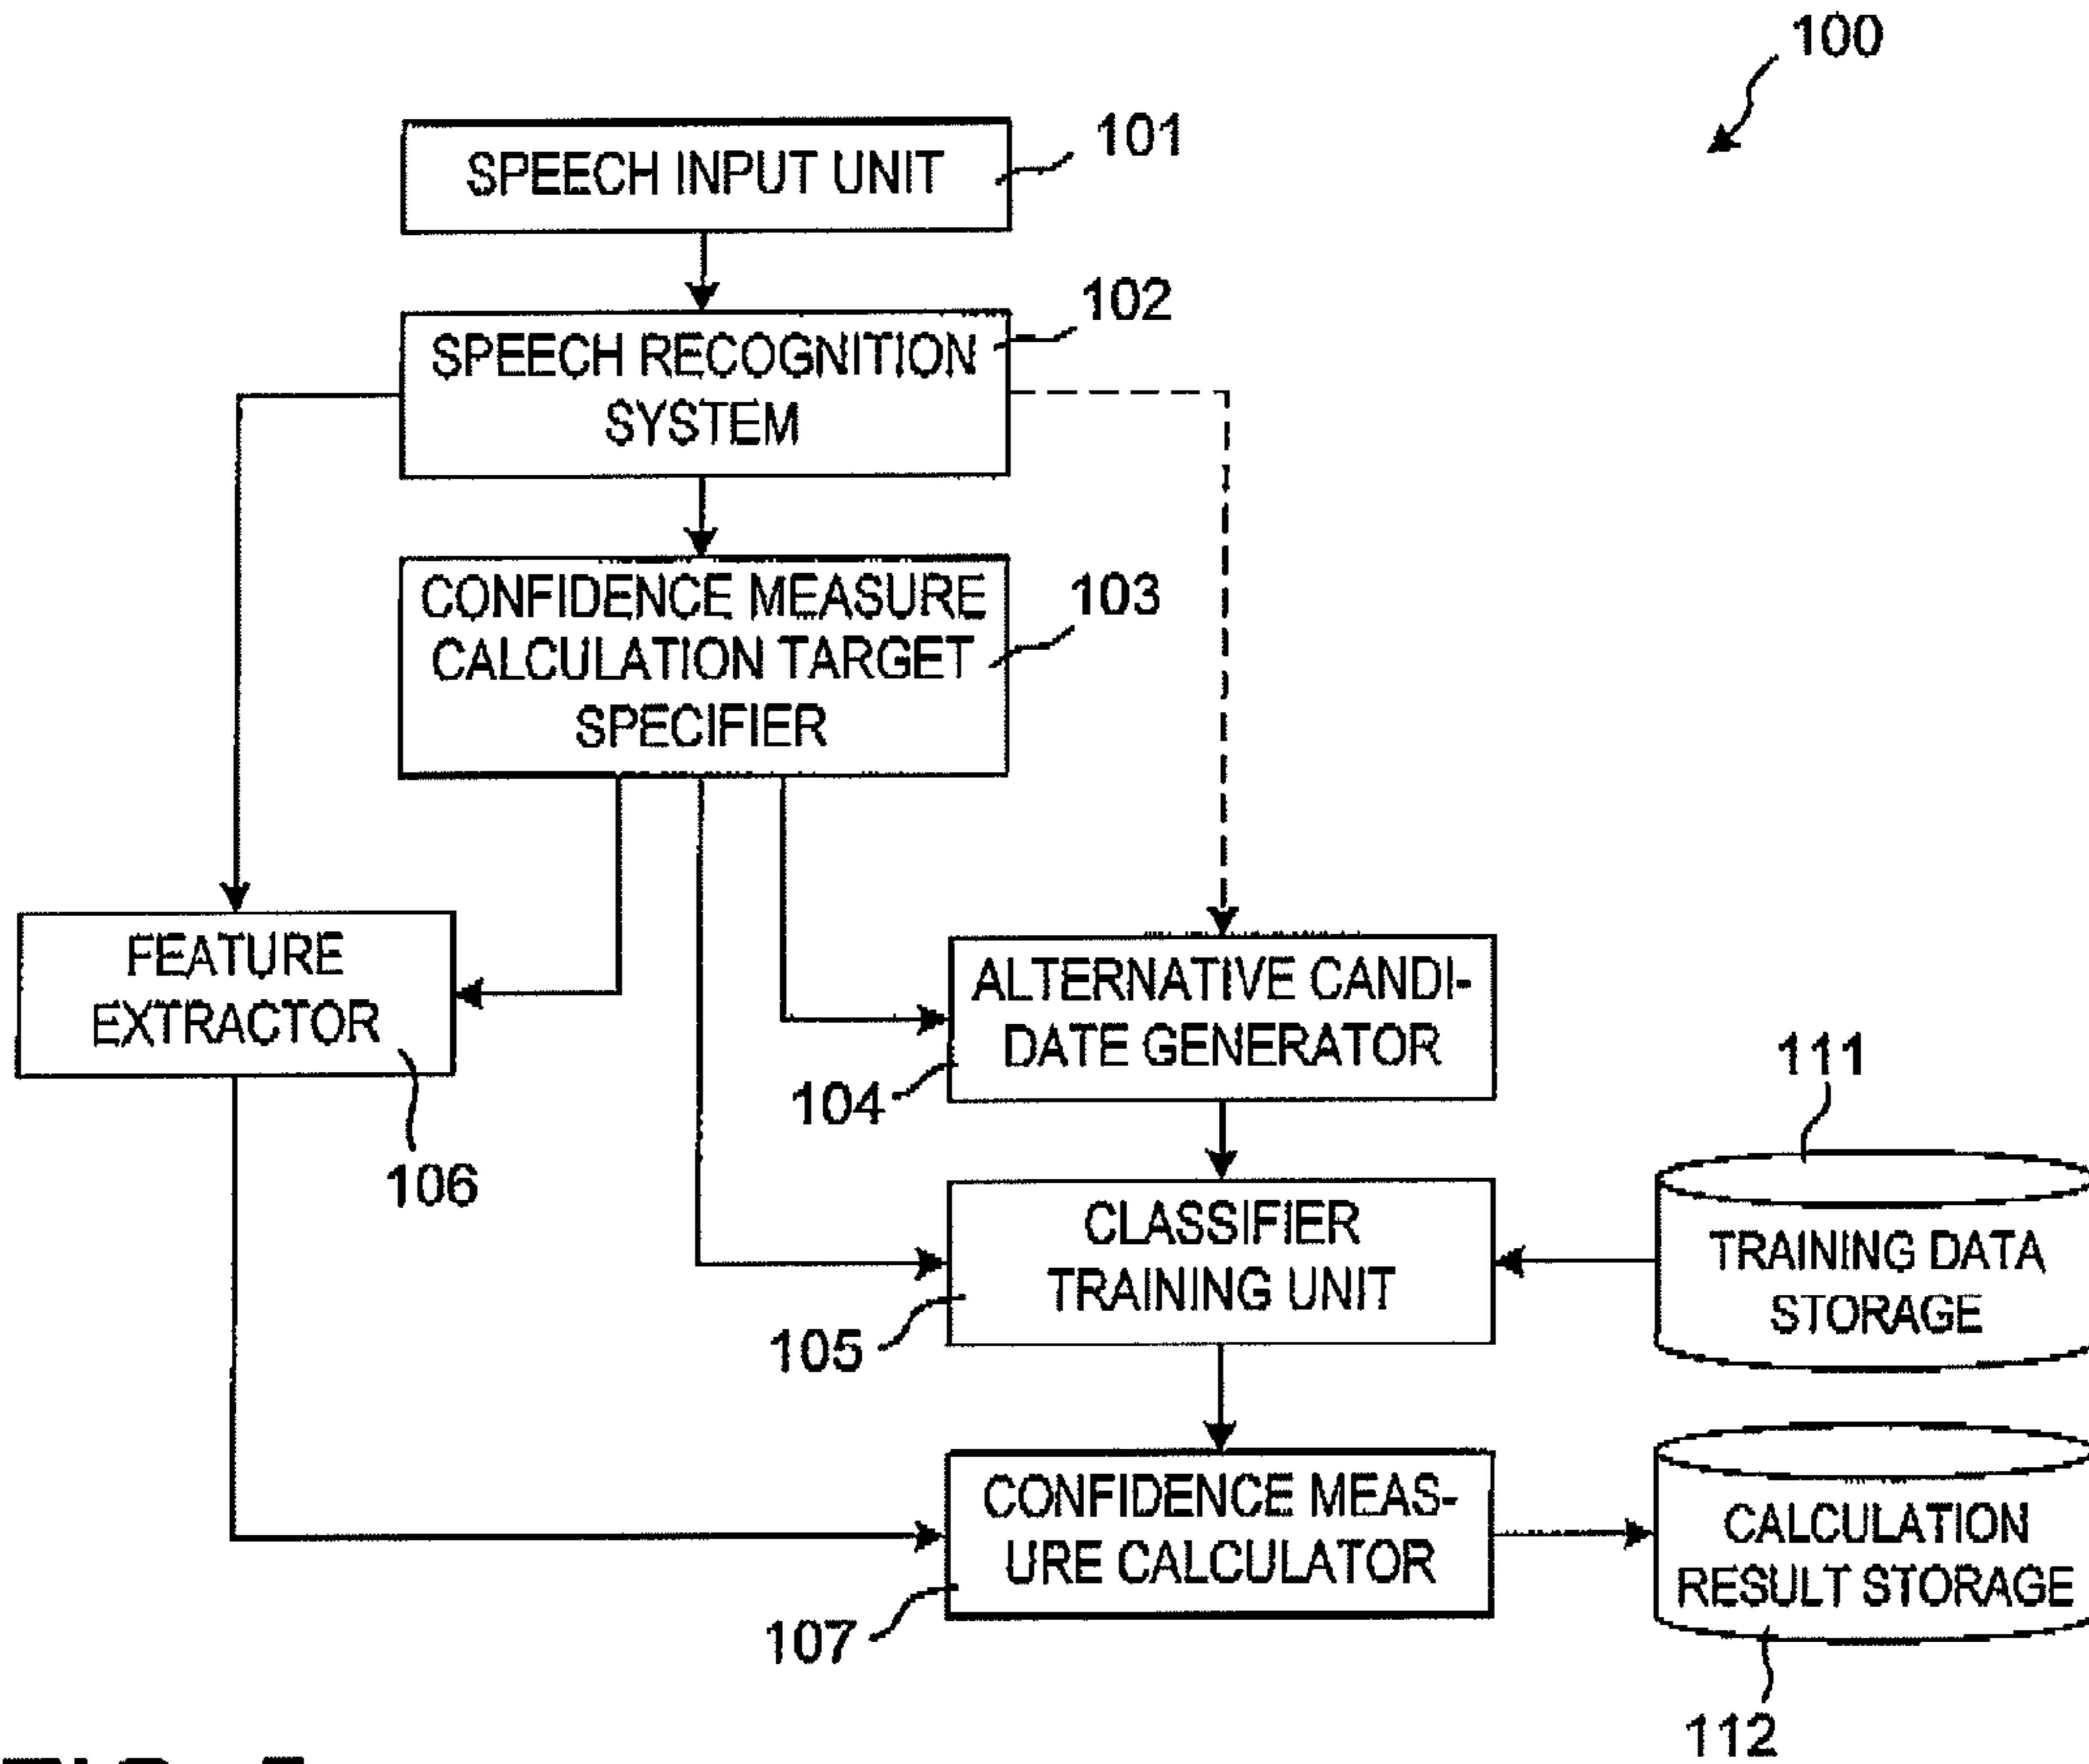 100
SPEECH INPUT UNIT
101
SPEECH RECOGNITION
SYSTEM
102
CONFIDENCE MEASURE
CALCULATION TARGET
SPECIFIER
103
FEATURE
EXTRACTOR
106
ALTERNATIVE CANDI-
DATE GENERATOR
104
111
CLASSIFIER
TRAINING UNIT
105
TRAINING DATA
STORAGE
CONFIDENCE MEAS-
URE CALCULATOR
107
CALCULATION
RESULT STORAGE
112